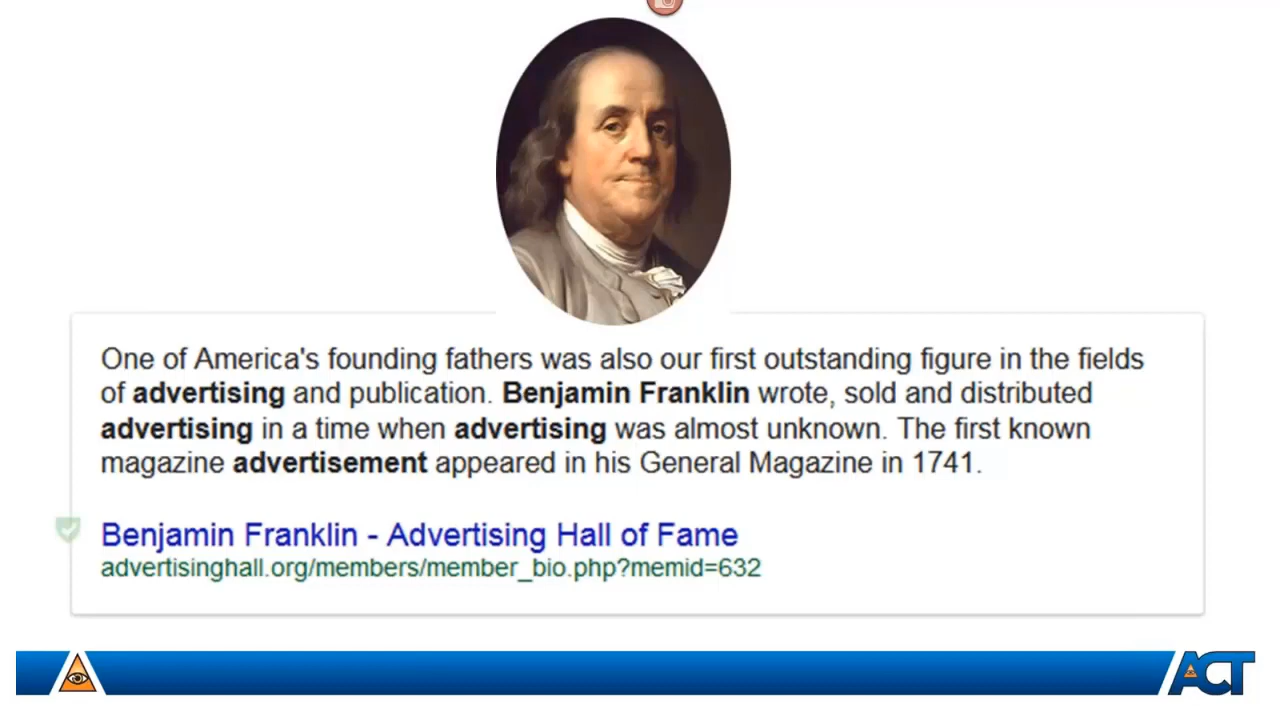 One of America's founding fathers was also our first outstanding figure in the fields
of advertising and publication. Benjamin Franklin wrote, sold and distributed
advertising in a time when advertising was almost unknown. The first known
magazine advertisement appeared in his General Magazine in 1741.
Benjamin Franklin - Advertising Hall of Fame
advertisinghall.org/members/member_bio.php?memid=632
ACT